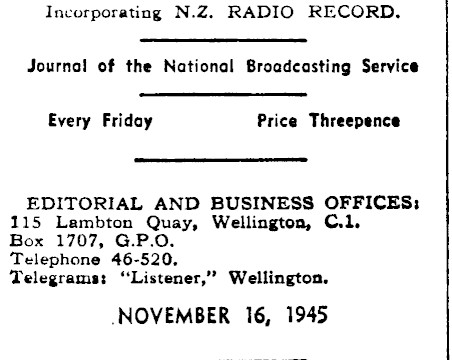 Incorporating N.Z. RADIO RECORD.
Journal of the National Broadcasting Service
Every Friday Price Threepence
EDITORIAL AND BUSINESS OFFICES:
115 Lambton Quay, Wellington, C.1.
Box 1707, G.P.O.
Telephone 46-520.
Telegrams: "Listener," Wellington.
NOVEMBER 16, 1945